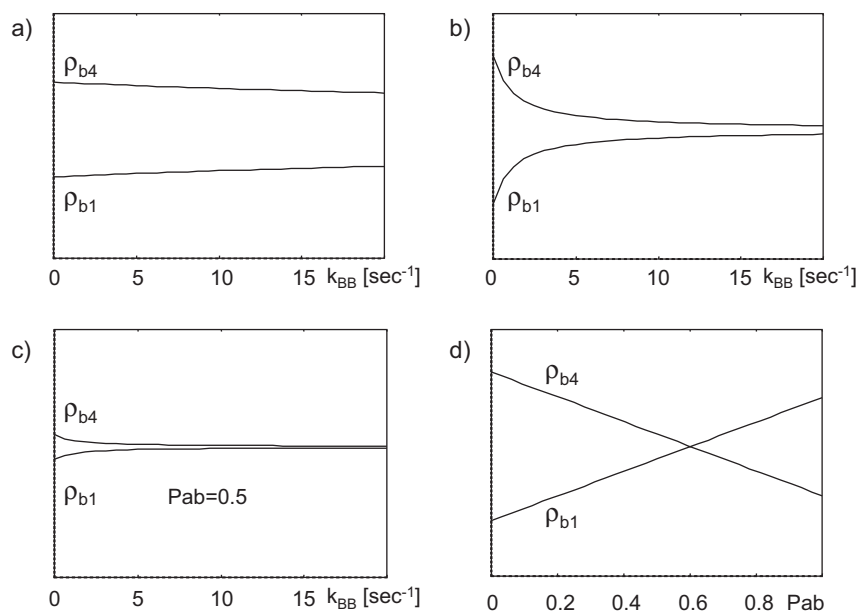 a)
ρb4
ρb1
0 5 10 15 kBB [sec-1]
b)
ρb4
ρb1
0 5 10 15 kBB [sec-1]
c)
ρb4
ρb1
Pab=0.5
0 5 10 15 kBB [sec-1]
d)
ρb4
ρb1
0 0.2 0.4 0.6 0.8 Pab